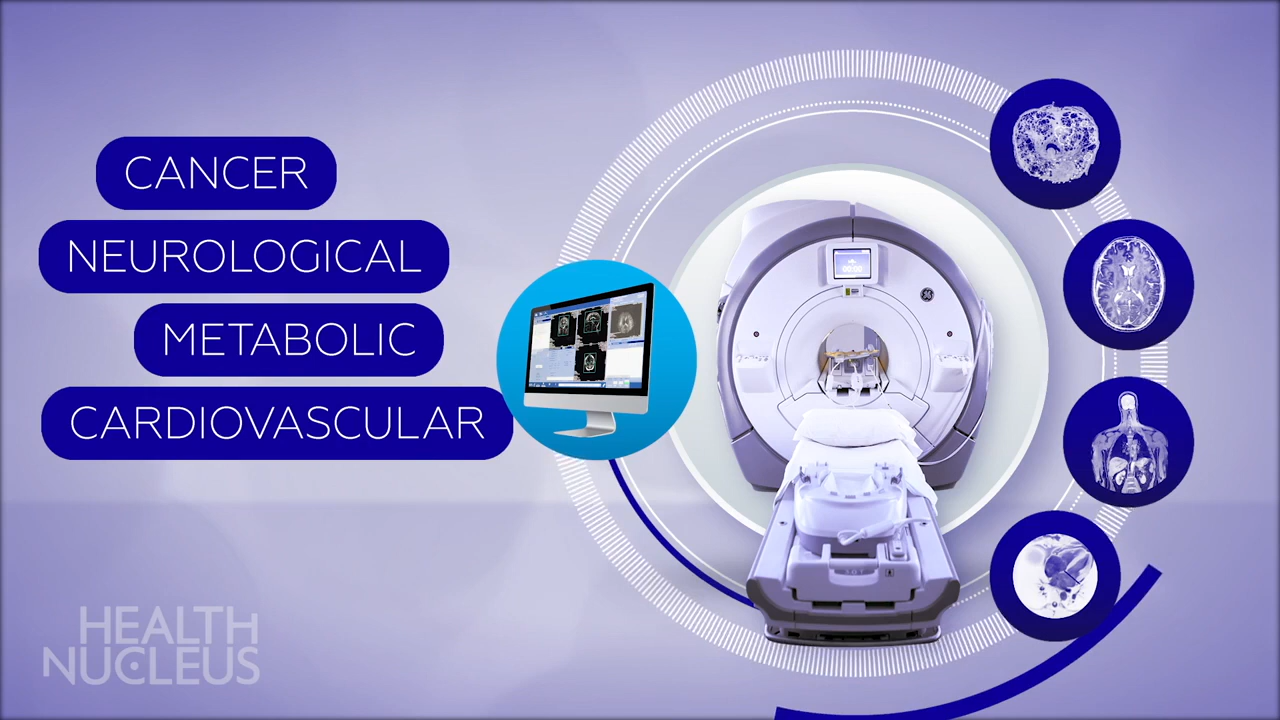 CANCER
NEUROLOGICAL
METABOLIC
CARDIOVASCULAR
HEALTH
NUCLEUS